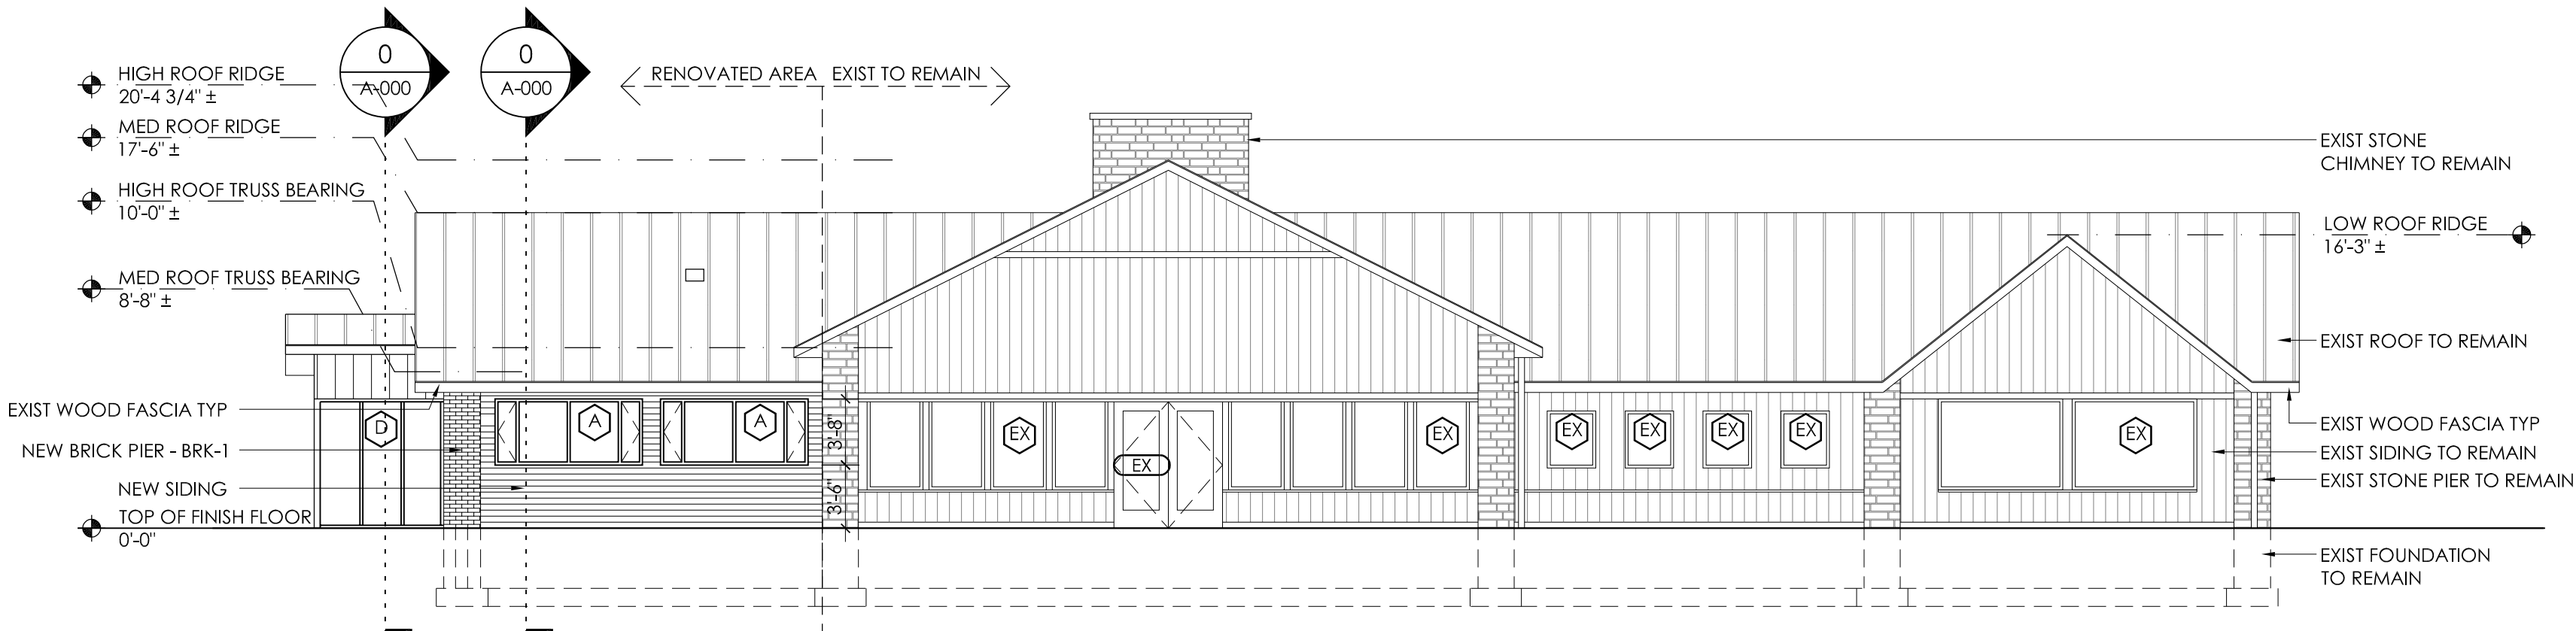 0
A-000
0
A-000
RENOVATED AREA
EXIST TO REMAIN
HIGH ROOF RIDGE
20'-4 3/4" ±
MED ROOF RIDGE
17'-6" ±
HIGH ROOF TRUSS BEARING
10'-0" ±
MED ROOF TRUSS BEARING
8'-8" ±
EXIST WOOD FASCIA TYP
NEW BRICK PIER - BRK-1
NEW SIDING
TOP OF FINISH FLOOR
0'-0"
D
A
A
3'-8"
3'-6"
EX
EX
EX
EX
EX
EX
EX
EX
EXIST STONE
CHIMNEY TO REMAIN
LOW ROOF RIDGE
16'-3" ±
EXIST ROOF TO REMAIN
EXIST WOOD FASCIA TYP
EXIST SIDING TO REMAIN
EXIST STONE PIER TO REMAIN
EXIST FOUNDATION
TO REMAIN